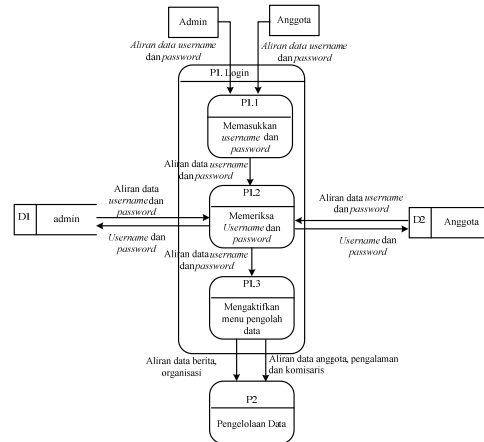 Admin
Anggota
Aliran data username
dan password
Aliran data username
dan password
P1. Login
P1.1
Memasukkan
username dan
password
Aliran data username
dan password
P1.2
Memeriksa
Username dan
password
Aliran data
username dan
password
D1
admin
Username dan
password
Aliran data username
dan password
D2
Anggota
Username dan
password
Aliran data username
dan password
P1.3
Mengaktifkan
menu pengolah
data
Aliran data berita,
organisasi
Aliran data anggota, pengalaman
dan komisaris
P2
Pengelolaan Data